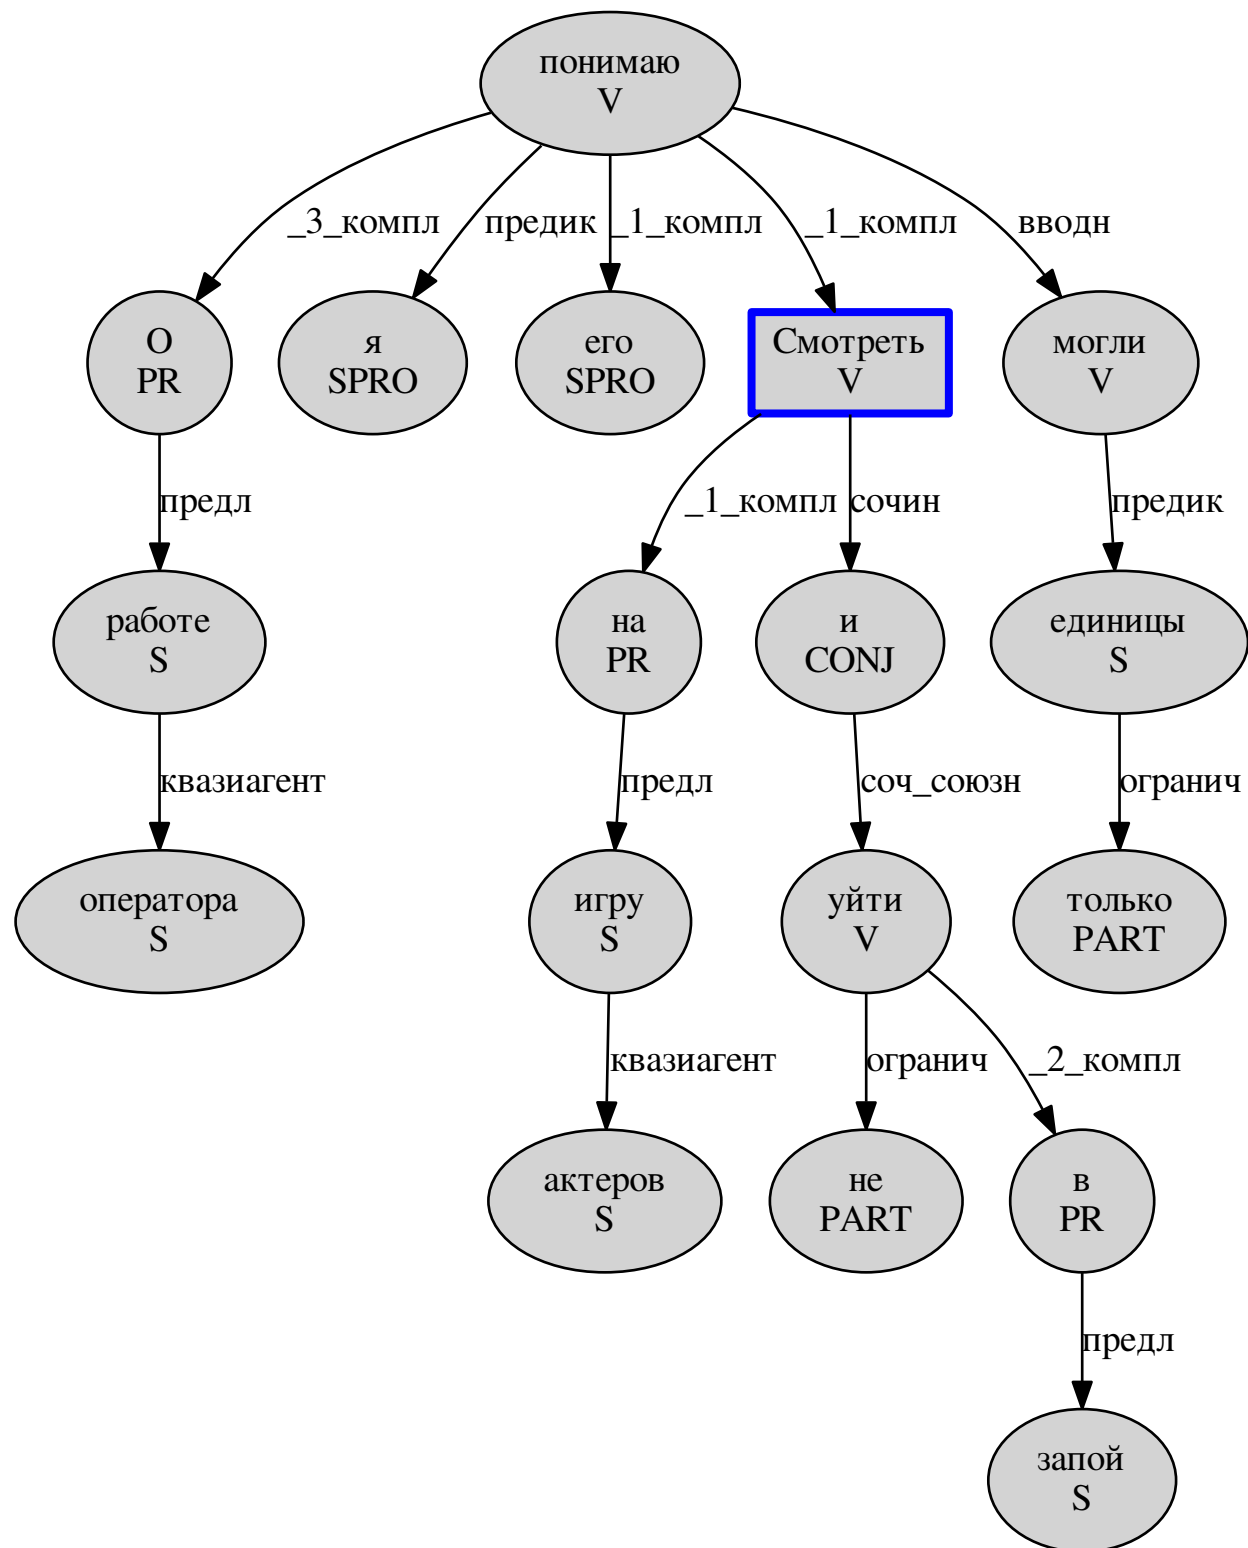 понимаю
V
_3_компл
предик
_1_компл
_1_компл
вводн
О
PR
я
SPRO
его
SPRO
Смотреть
V
могли
V
предл
_1_компл
сочин
предик
работе
S
на
PR
и
CONJ
единицы
S
квазиагент
предл
соч_союзн
огранич
оператора
S
игру
S
уйти
V
только
PART
квазиагент
огранич
_2_компл
актеров
S
не
PART
в
PR
предл
запой
S